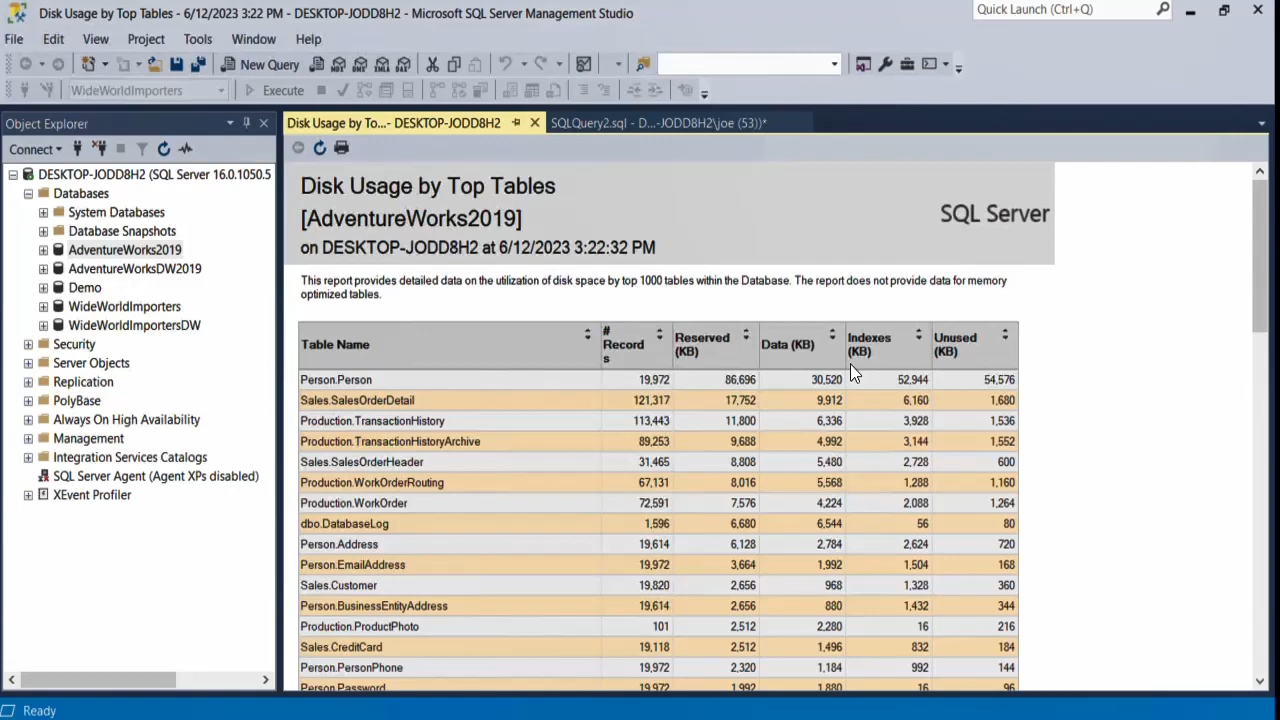 Disk Usage by Top Tables - 6/12/2023 3:22 PM - DESKTOP-JODD8H2 - Microsoft SQL Server Management Studio
Quick Launch (Ctrl+Q)
File Edit View Project Tools Window Help
New Query
WideWorldImporters Execute
Object Explorer
Disk Usage by To...- DESKTOP-JODD8H2
SQLQuery2.sql - D...-JODD8H2\joe (53))*
Connect
DESKTOP-JODD8H2 (SQL Server 16.0.1050.5
Databases
System Databases
Database Snapshots
AdventureWorks2019
AdventureWorksDW2019
Demo
WideWorldImporters
WideWorldImportersDW
Security
Server Objects
Replication
PolyBase
Always On High Availability
Management
Integration Services Catalogs
SQL Server Agent (Agent XPs disabled)
XEvent Profiler
Disk Usage by Top Tables
[AdventureWorks2019]
on DESKTOP-JODD8H2 at 6/12/2023 3:22:32 PM
SQL Server
This report provides detailed data on the utilization of disk space by top 1000 tables within the Database. The report does not provide data for memory
optimized tables.
Table Name # Records Reserved (KB) Data (KB) Indexes (KB) Unused (KB)
Person.Person 19,972 86,696 30,520 52,944 54,576
Sales.SalesOrderDetail 121,317 17,752 9,912 6,160 1,680
Production.TransactionHistory 113,443 11,800 6,336 3,928 1,536
Production.TransactionHistoryArchive 89,253 9,688 4,992 3,144 1,552
Sales.SalesOrderHeader 31,465 8,808 5,480 2,728 600
Production.WorkOrderRouting 67,131 8,016 5,568 1,288 1,160
Production.WorkOrder 72,591 7,576 4,224 2,088 1,264
dbo.DatabaseLog 1,596 6,680 6,544 56 80
Person.Address 19,614 6,128 2,784 2,624 720
Person.EmailAddress 19,972 3,664 1,992 1,504 168
Sales.Customer 19,820 2,656 968 1,328 360
Person.BusinessEntityAddress 19,614 2,656 880 1,432 344
Production.ProductPhoto 101 2,512 2,280 16 216
Sales.CreditCard 19,118 2,512 1,496 832 184
Person.PersonPhone 19,972 2,320 1,184 992 144
Person.Password 19,972 1,992 1,880 16 96
Ready